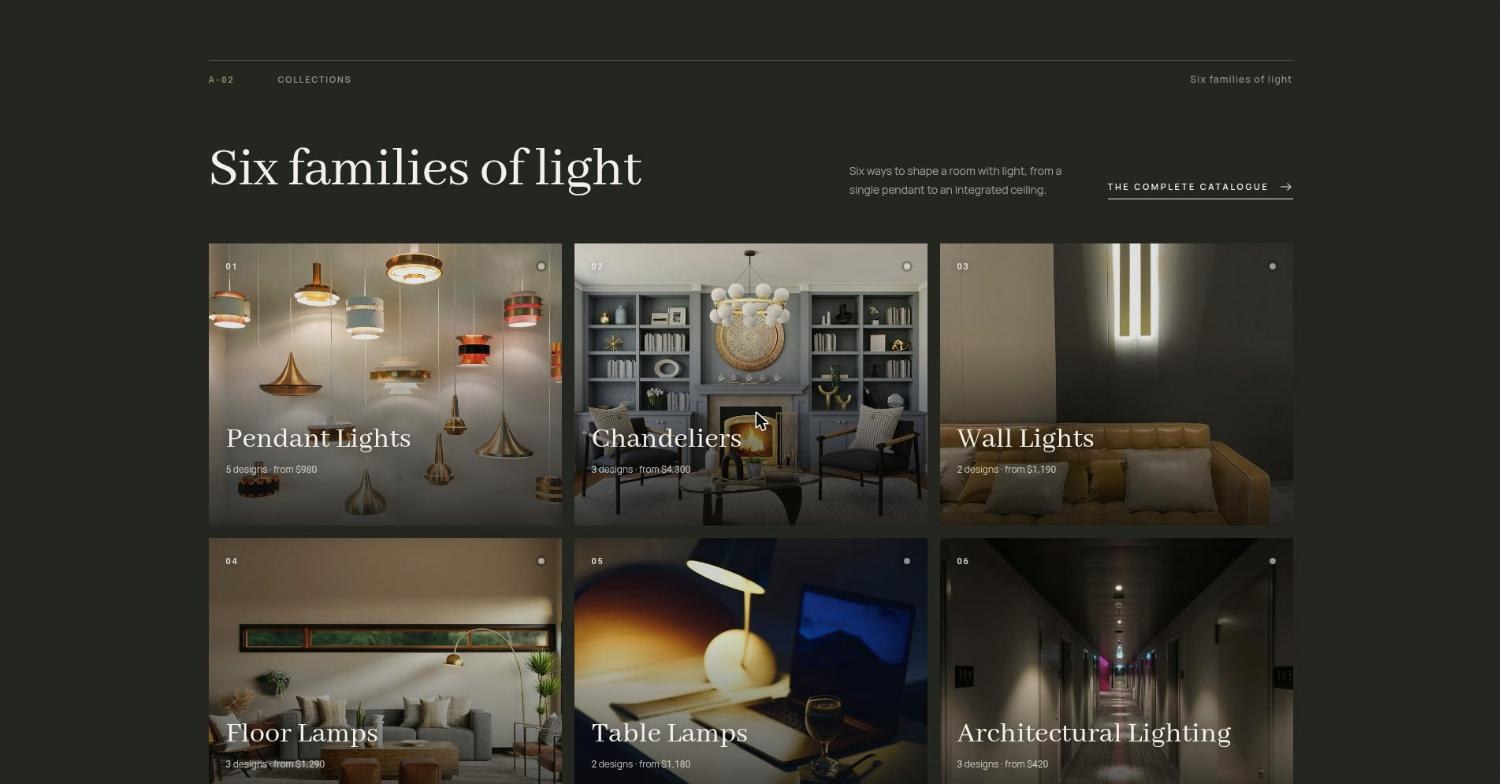 A–02 COLLECTIONS Six families of light
Six families of light
Six ways to shape a room with light, from a
single pendant to an integrated ceiling.
THE COMPLETE CATALOGUE →
01
02
03
Pendant Lights
5 designs · from $980
Chandeliers
3 designs · from $4,300
Wall Lights
2 designs · from $1,190
04
05
06
344
343
Floor Lamps
3 designs · from $1,290
Table Lamps
2 designs · from $1,180
Architectural Lighting
3 designs · from $420